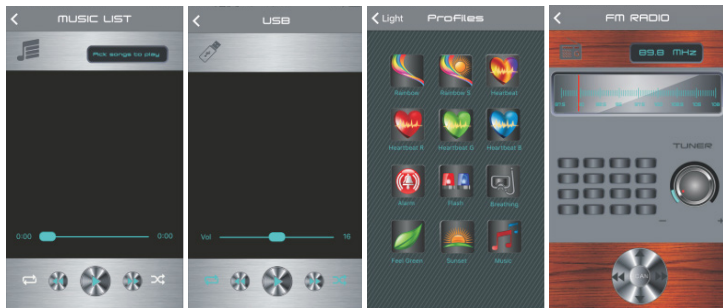 MUSIC LIST
Pick songs to play
0:00 0:00
USB
Vol 16
Light ProFiles
Rainbow Rainbow S Heartbeat
Heartbeat R Heartbeat G Heartbeat B
Alarm Flash Breathing
Feel Green Sunset Music
FM RADIO
89.8 MHz
TUNER
- +